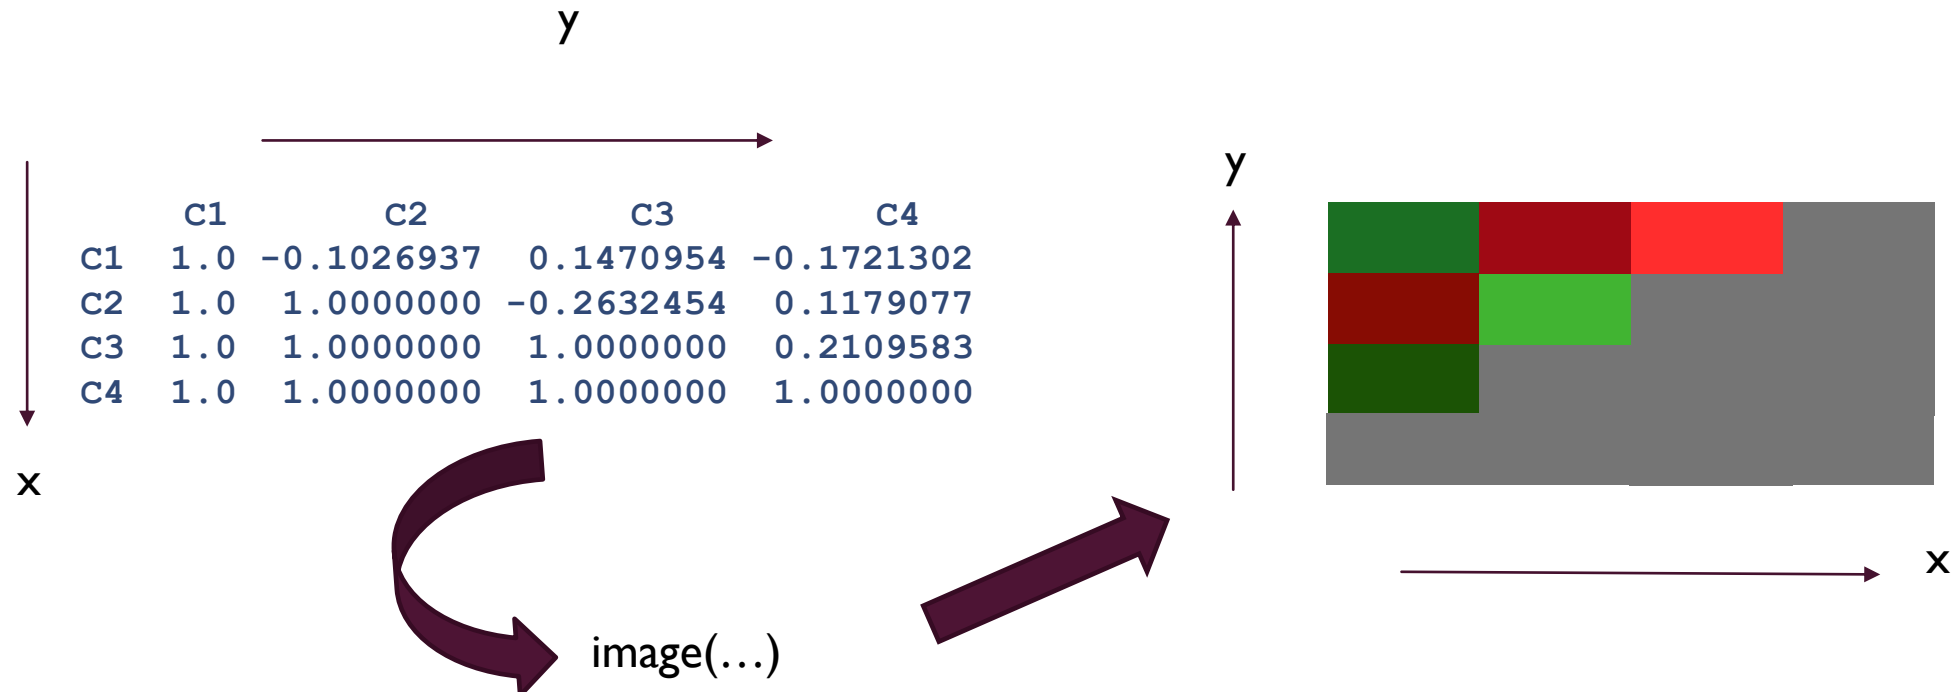 y
y
C1 C2 C3 C4
C1 1.0 -0.1026937 0.1470954 -0.1721302
C2 1.0 1.0000000 -0.2632454 0.1179077
C3 1.0 1.0000000 1.0000000 0.2109583
C4 1.0 1.0000000 1.0000000 1.0000000
x
x
image(…)